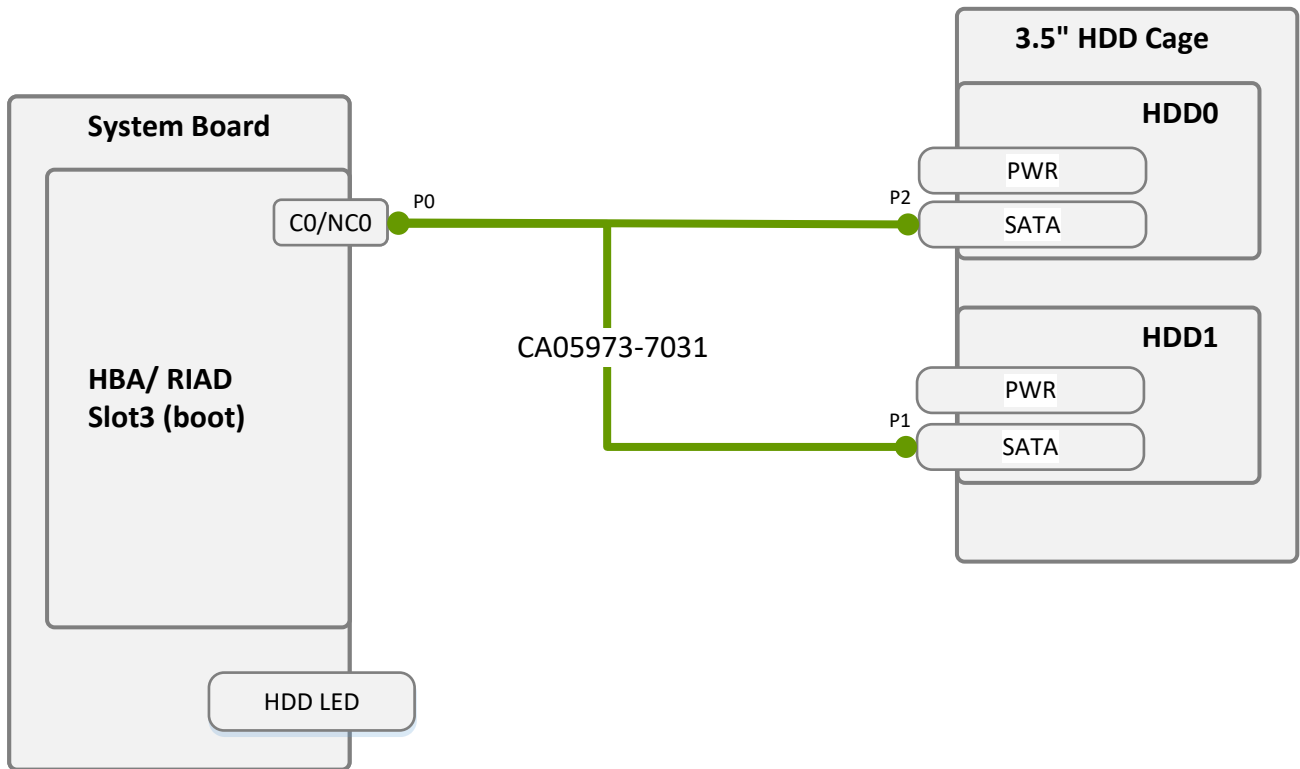 3.5" HDD Cage
System Board
HDD0
PWR
P0
P2
C0/NC0
SATA
CA05973-7031
HDD1
HBA/ RIAD
Slot3 (boot)
PWR
P1
SATA
HDD LED